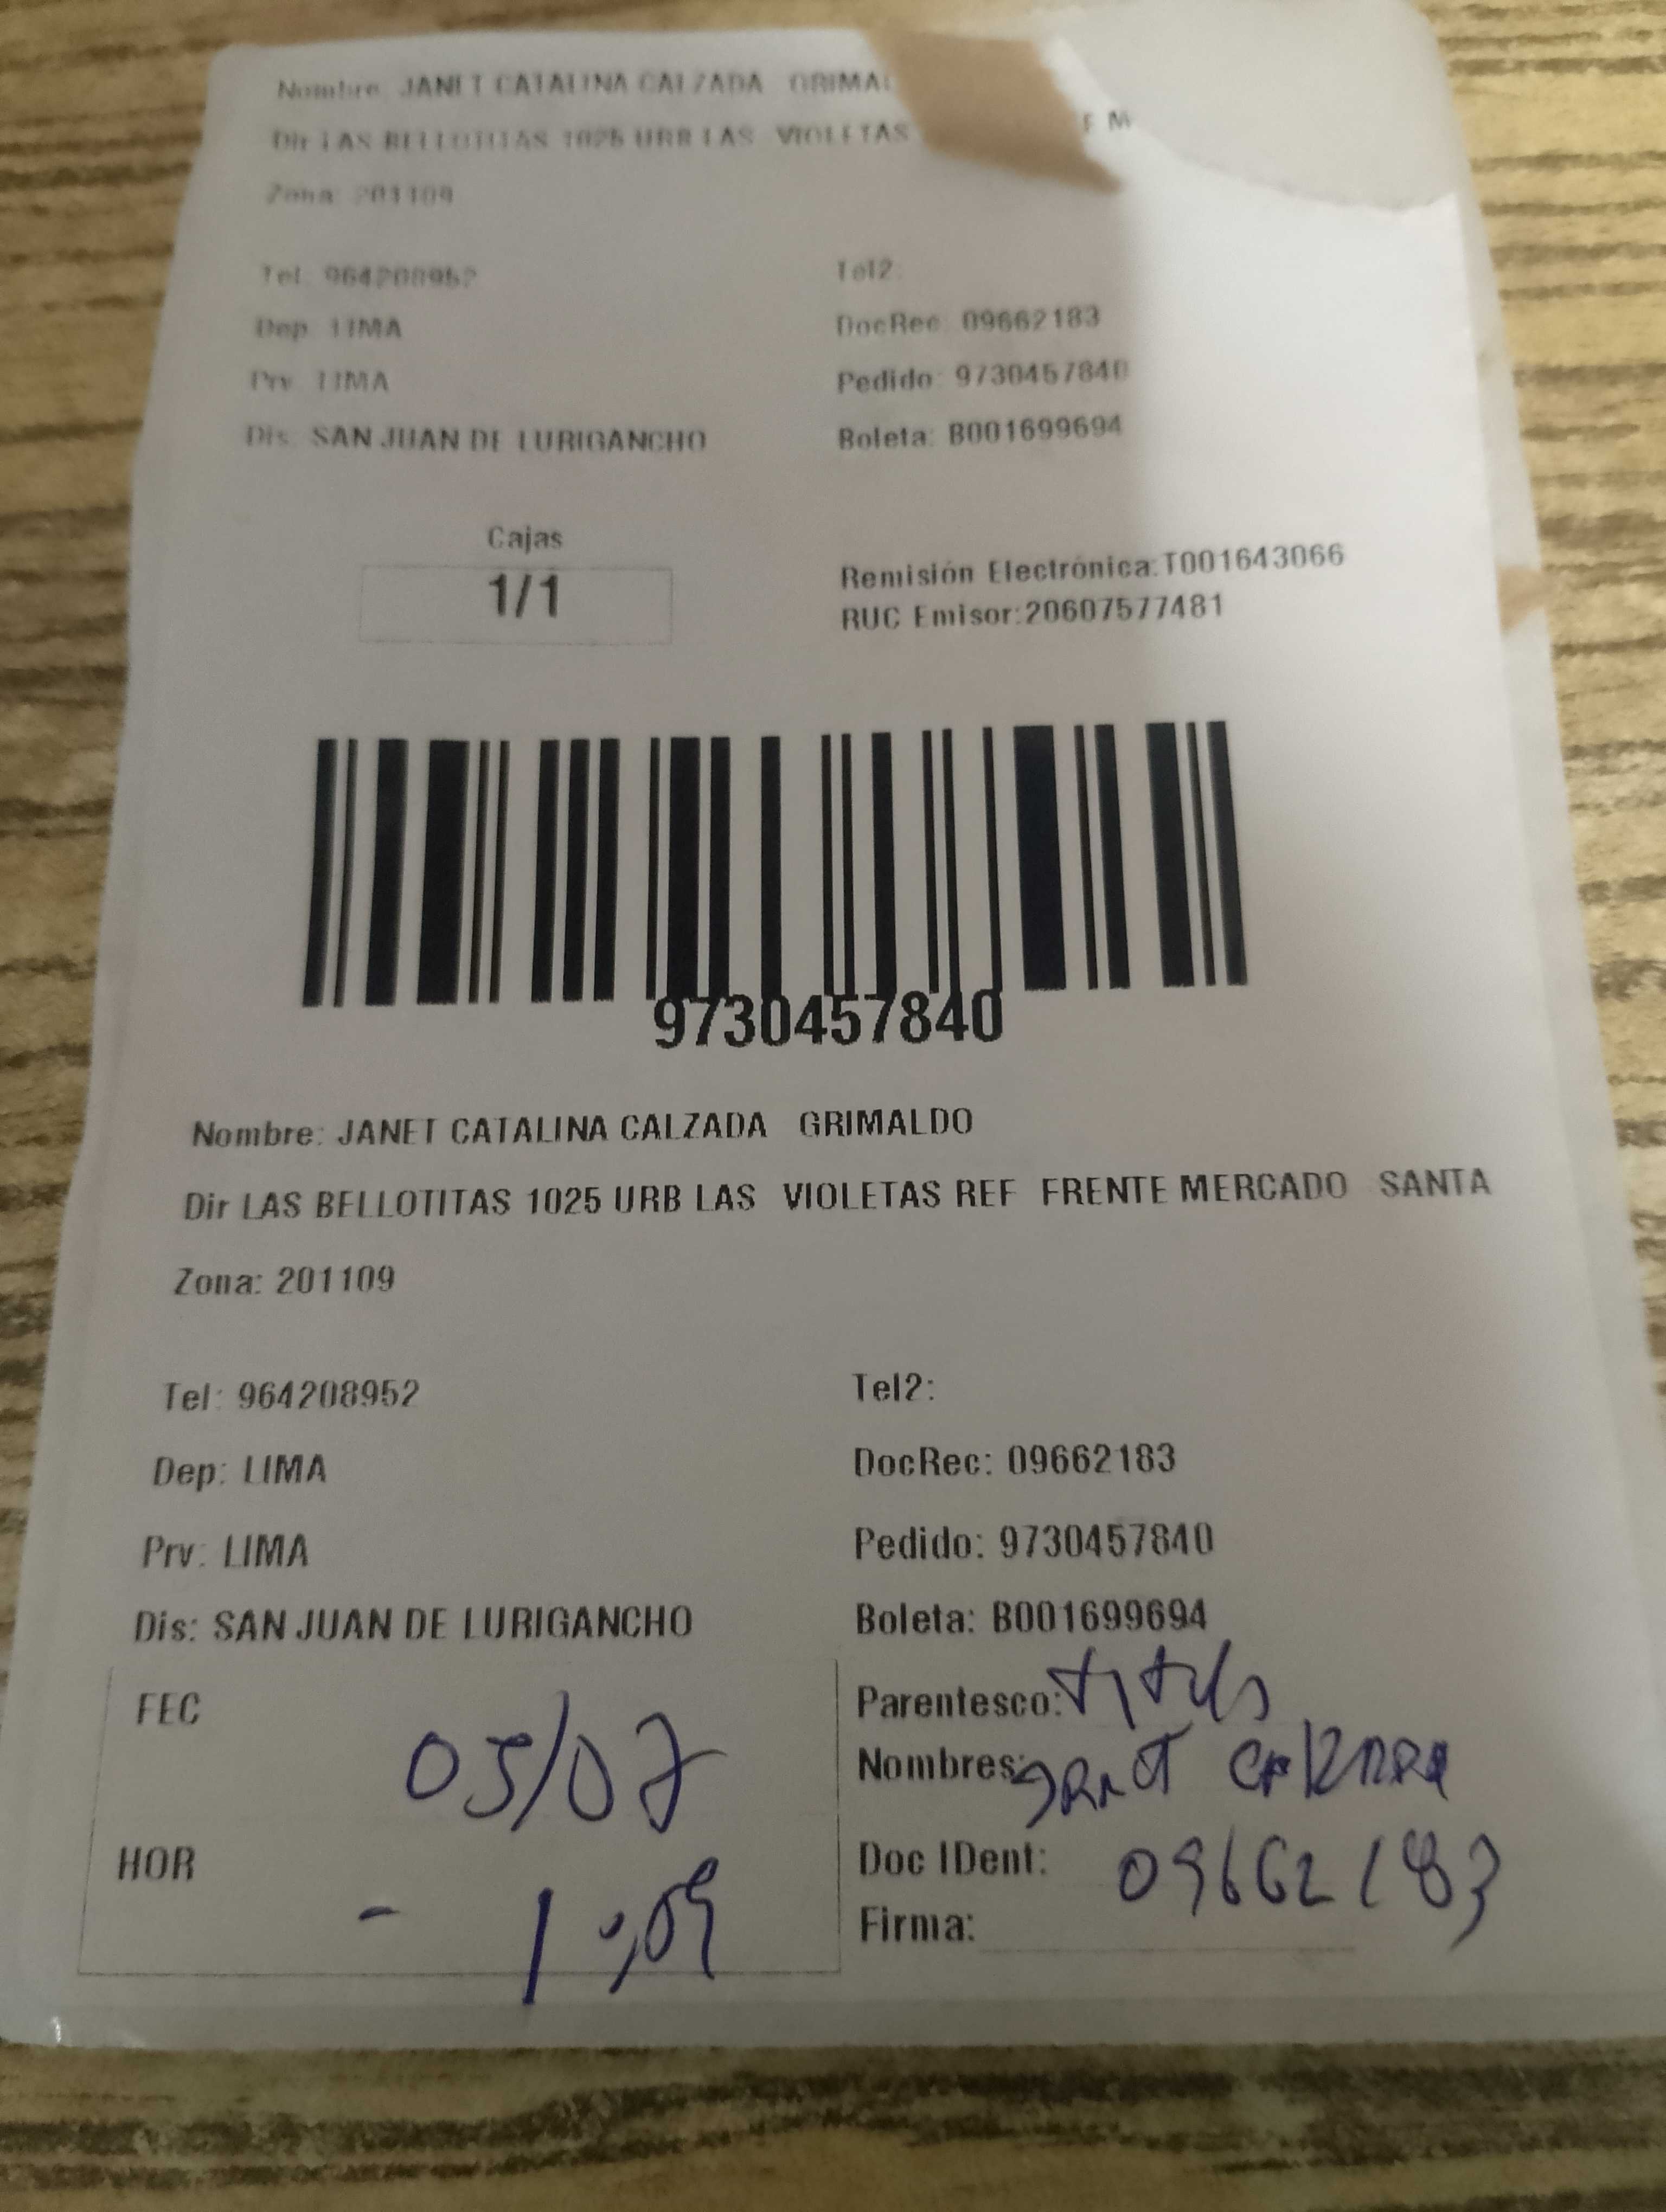 Nombre: JANET CATALINA CALZADA GRIMAL
Dir LAS BELLOTITAS 1025 URB LAS VIOLETAS E M
Zona: 201109
Tel: 964208952 Tel2:
Dep: LIMA DocRec: 09662183
Prv: LIMA Pedido: 9730457840
Dis: SAN JUAN DE LURIGANCHO Boleta: B001699694
Cajas
1/1
Remisión Electrónica:T001643066
RUC Emisor:20607577481
9730457840
Nombre: JANET CATALINA CALZADA GRIMALDO
Dir LAS BELLOTITAS 1025 URB LAS VIOLETAS REF FRENTE MERCADO SANTA
Zona: 201109
Tel: 964208952 Tel2:
Dep: LIMA DocRec: 09662183
Prv: LIMA Pedido: 9730457840
Dis: SAN JUAN DE LURIGANCHO Boleta: B001699694
FEC 05/07 Parentesco:
Nombres: Janet Calzada
HOR Doc IDent: 09662183
Firma: